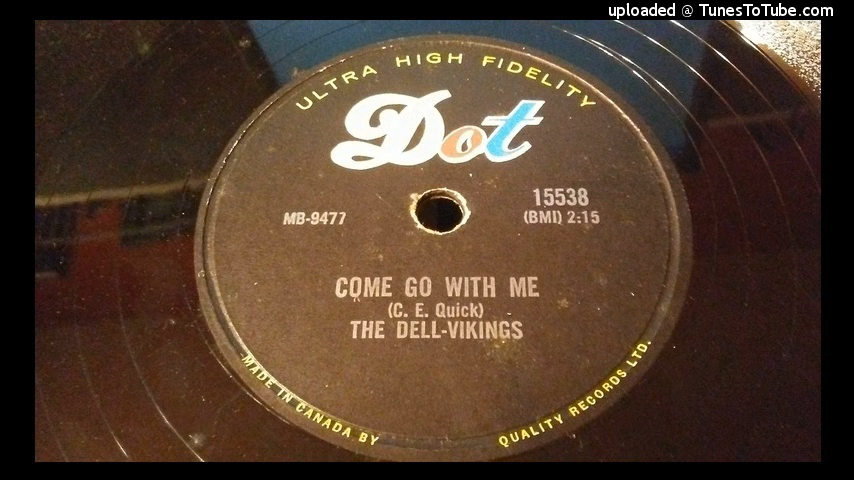 uploaded @ TunesToTube.com
ULTRA HIGH FIDELITY
Dot
15538
MB-9477
(BMI) 2:15
COME GO WITH ME
(C. E. Quick)
THE DELL-VIKINGS
MADE IN CANADA BY QUALITY RECORDS LTD.